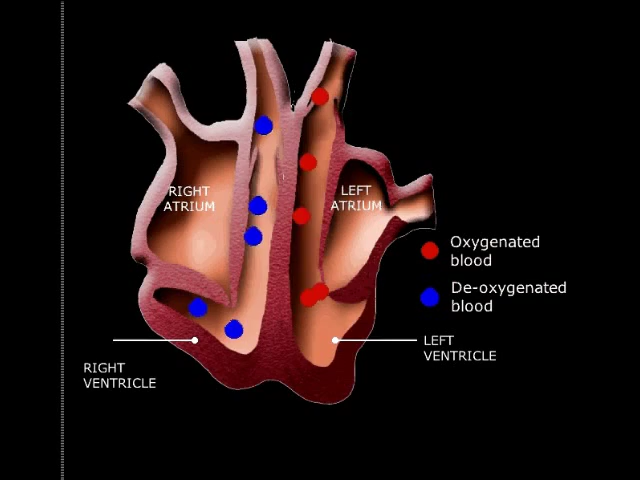 RIGHT
ATRIUM
LEFT
ATRIUM
Oxygenated
blood
De-oxygenated
blood
RIGHT
VENTRICLE
LEFT
VENTRICLE